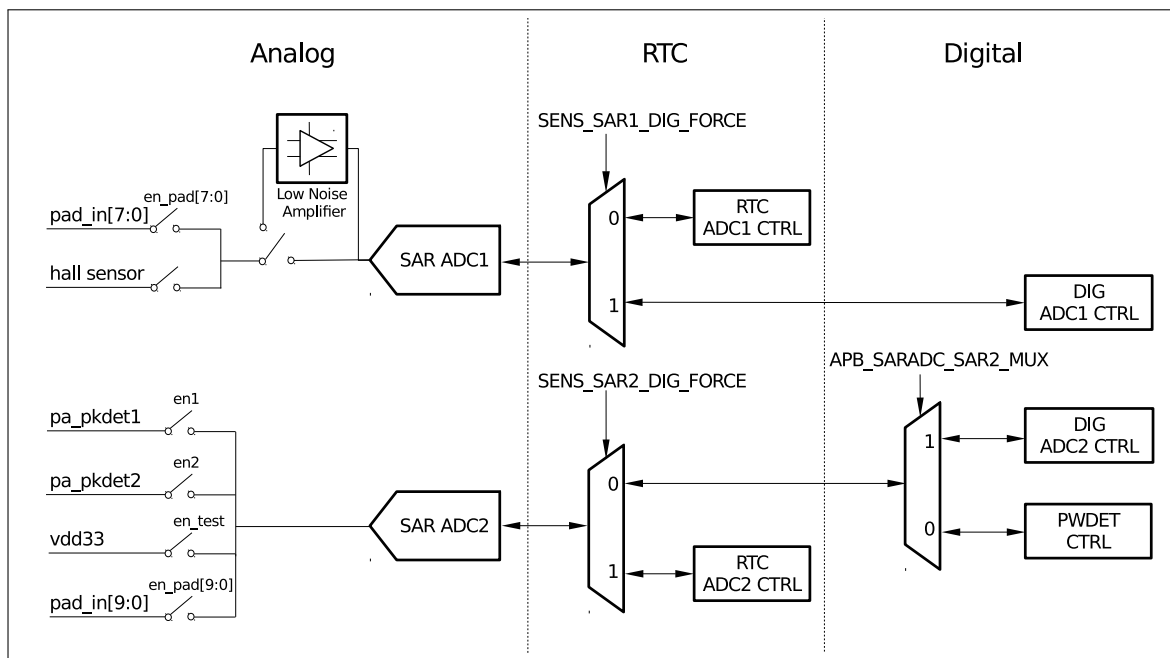 Analog
RTC
Digital
SENS_SAR1_DIG_FORCE
en_pad[7:0]
Low Noise
Amplifier
pad_in[7:0]
hall sensor
SAR ADC1
0
1
RTC
ADC1 CTRL
DIG
ADC1 CTRL
APB_SARADC_SAR2_MUX
SENS_SAR2_DIG_FORCE
en1
pa_pkdet1
en2
pa_pkdet2
en_test
vdd33
en_pad[9:0]
pad_in[9:0]
SAR ADC2
0
1
RTC
ADC2 CTRL
1
0
DIG
ADC2 CTRL
PWDET
CTRL